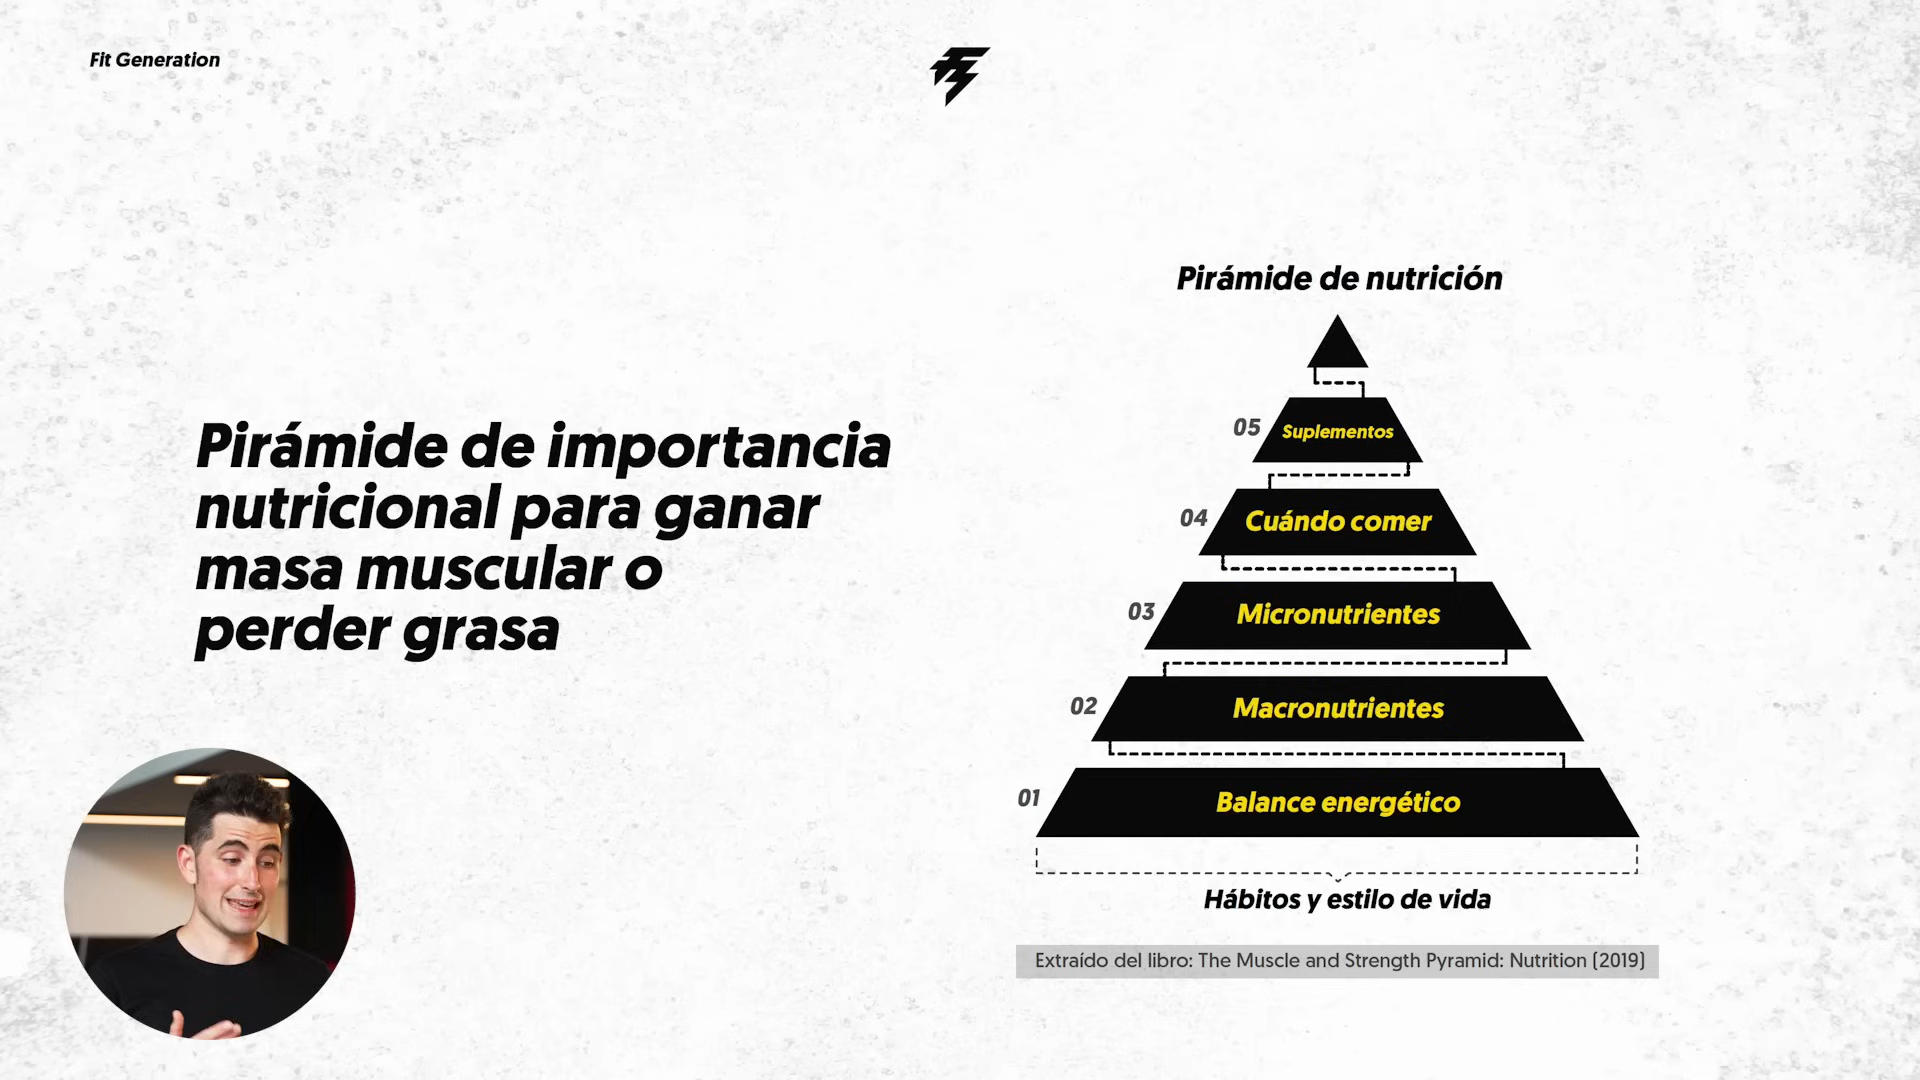 Fit Generation
Pirámide de importancia
nutricional para ganar
masa muscular o
perder grasa
Pirámide de nutrición
05 Suplementos
04 Cuándo comer
03 Micronutrientes
02 Macronutrientes
01 Balance energético
Hábitos y estilo de vida
Extraído del libro: The Muscle and Strength Pyramid: Nutrition (2019)